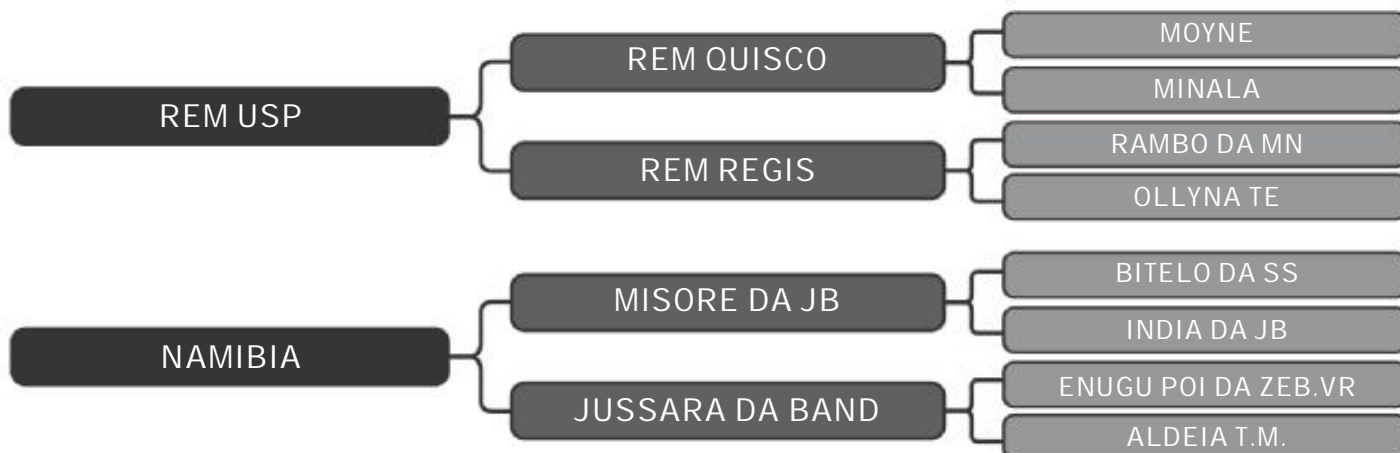 REM USP
REM QUISCO
MOYNE
MINALA
REM REGIS
RAMBO DA MN
OLLYNA TE
NAMIBIA
MISORE DA JB
BITELO DA SS
INDIA DA JB
JUSSARA DA BAND
ENUGU POI DA ZEB.VR
ALDEIA T.M.